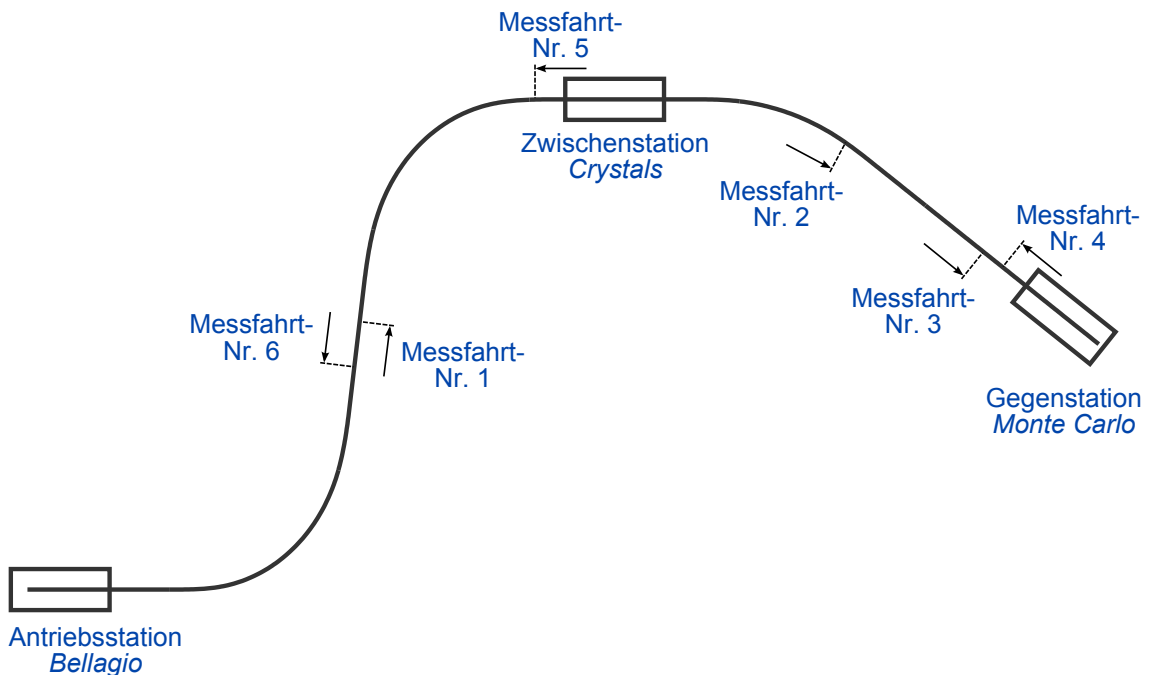 Messfahrt-
Nr. 5
Zwischenstation
Crystals
Messfahrt-
Nr. 2
Messfahrt-
Nr. 4
Messfahrt-
Nr. 3
Messfahrt-
Nr. 6
Messfahrt-
Nr. 1
Gegenstation
Monte Carlo
Antriebsstation
Bellagio